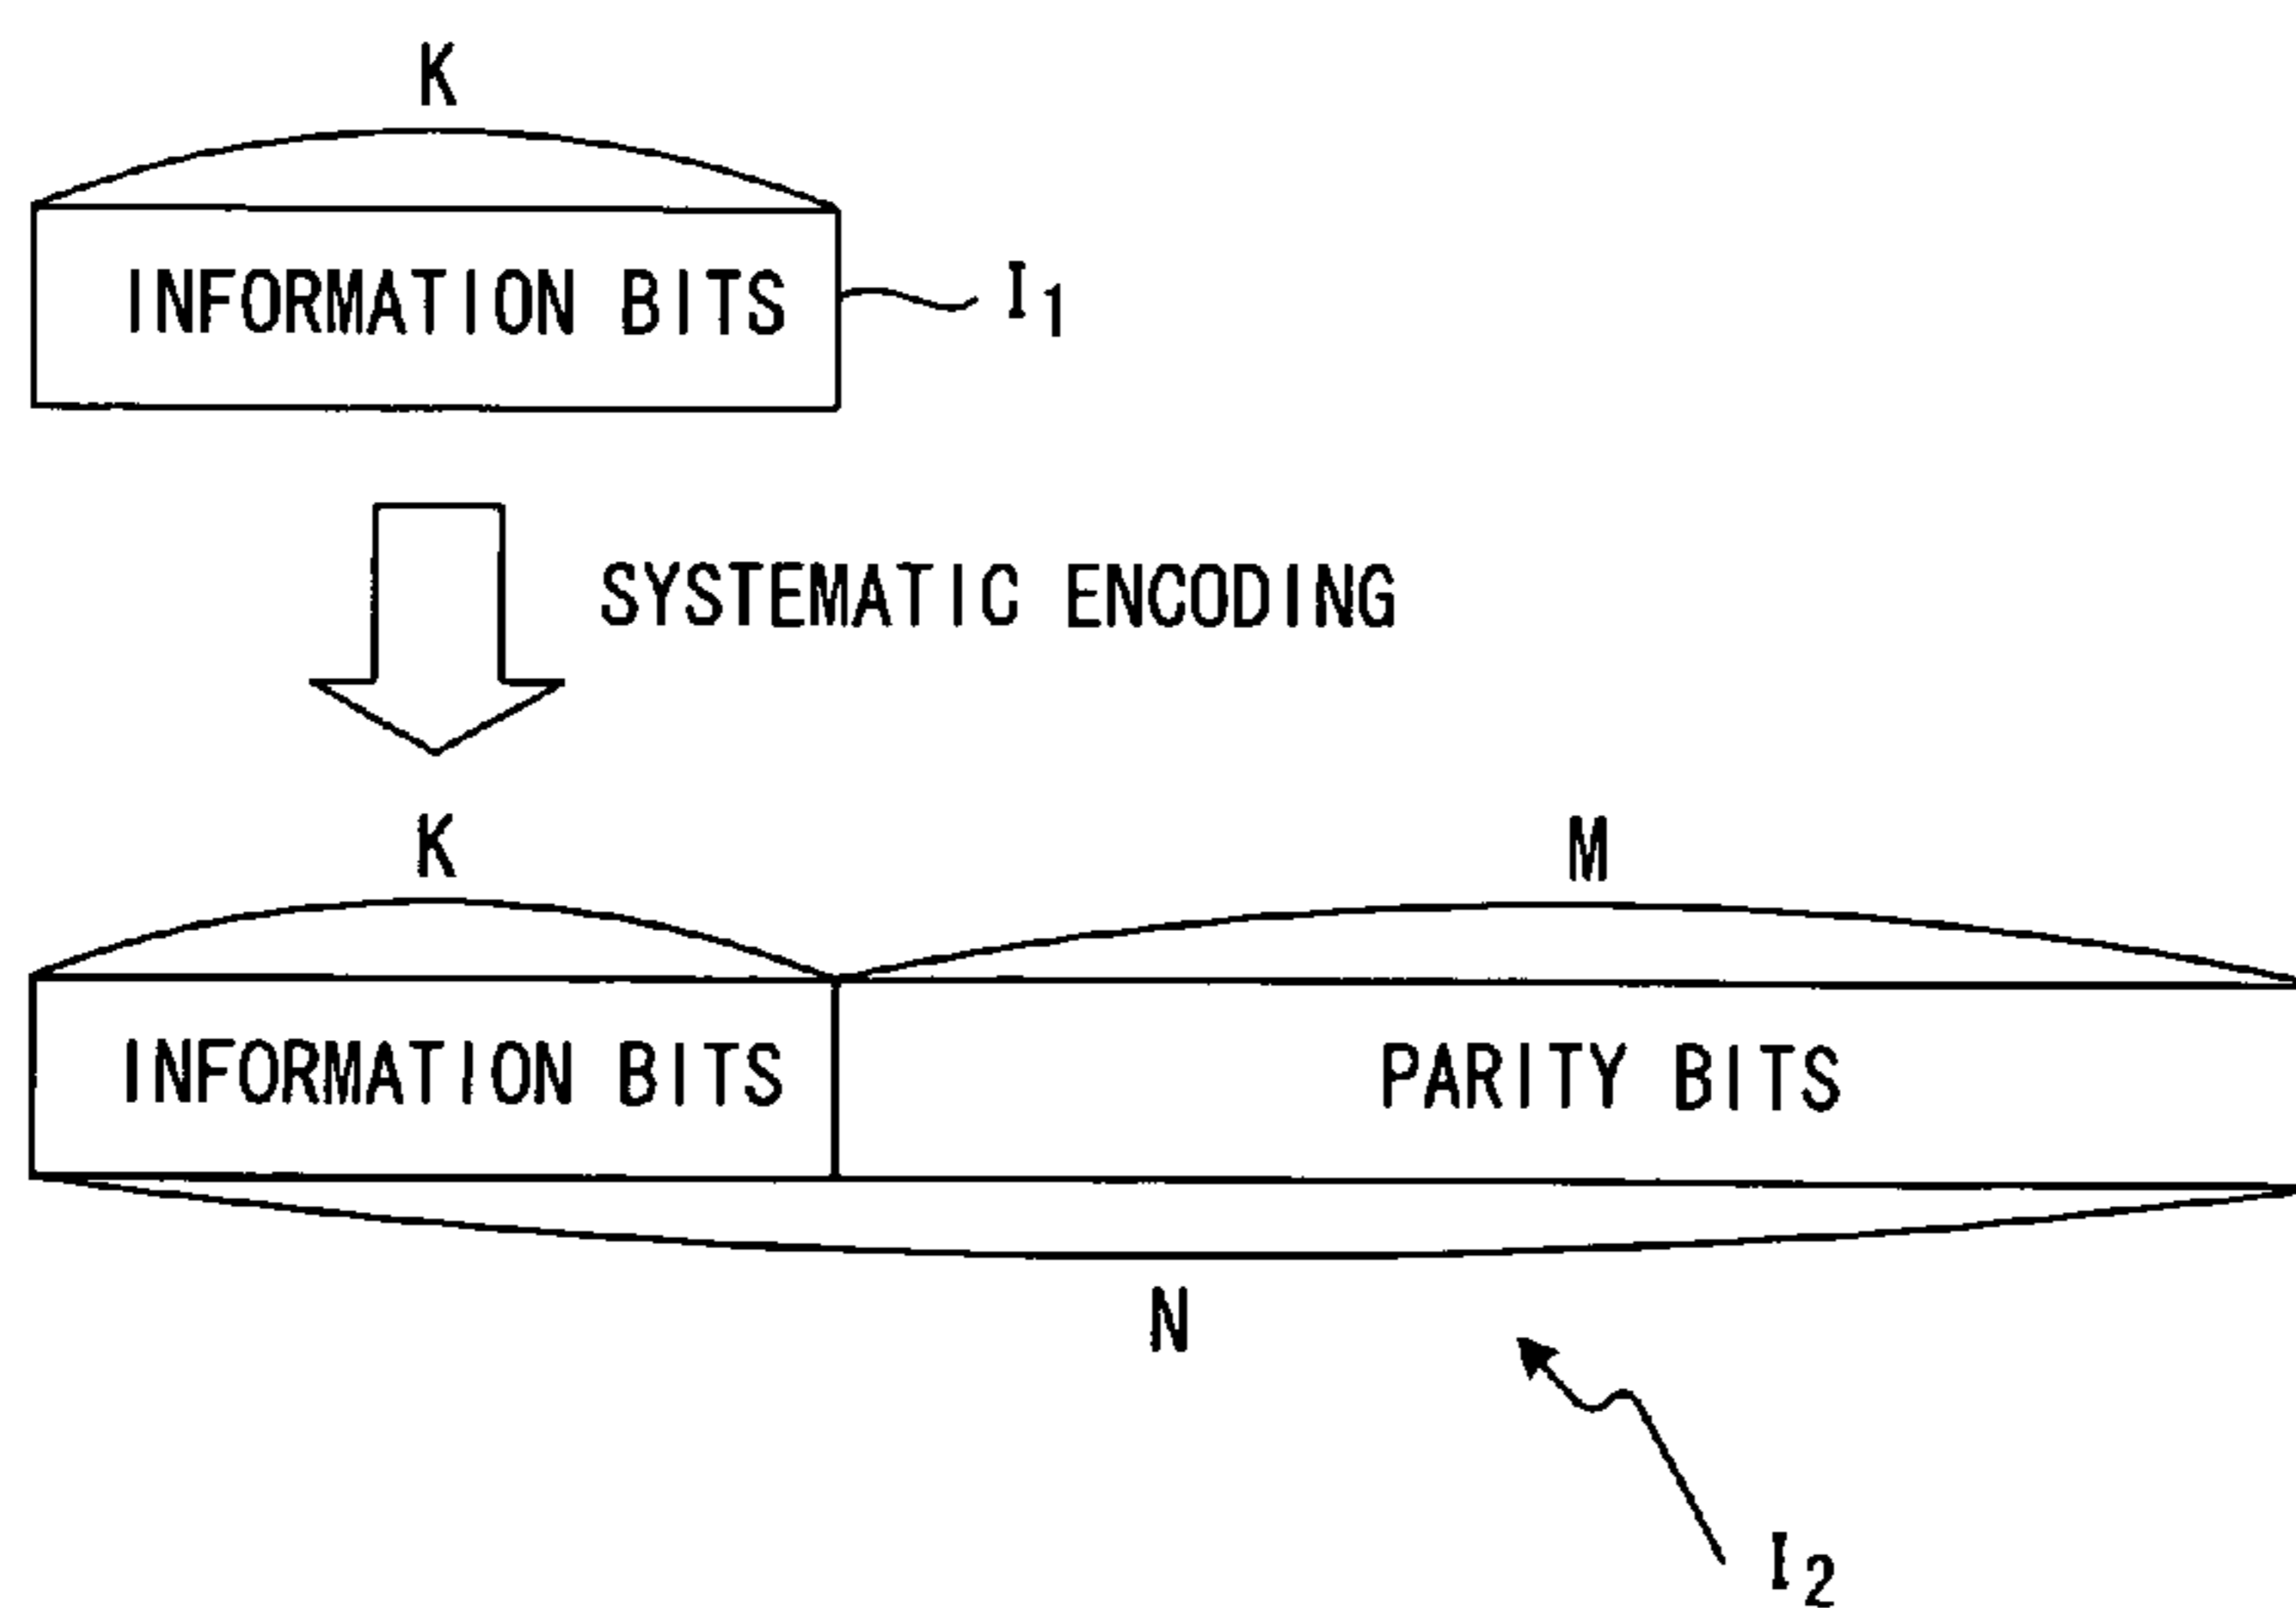 K
INFORMATION BITS
I1
SYSTEMATIC ENCODING
K
M
INFORMATION BITS
PARITY BITS
N
I2